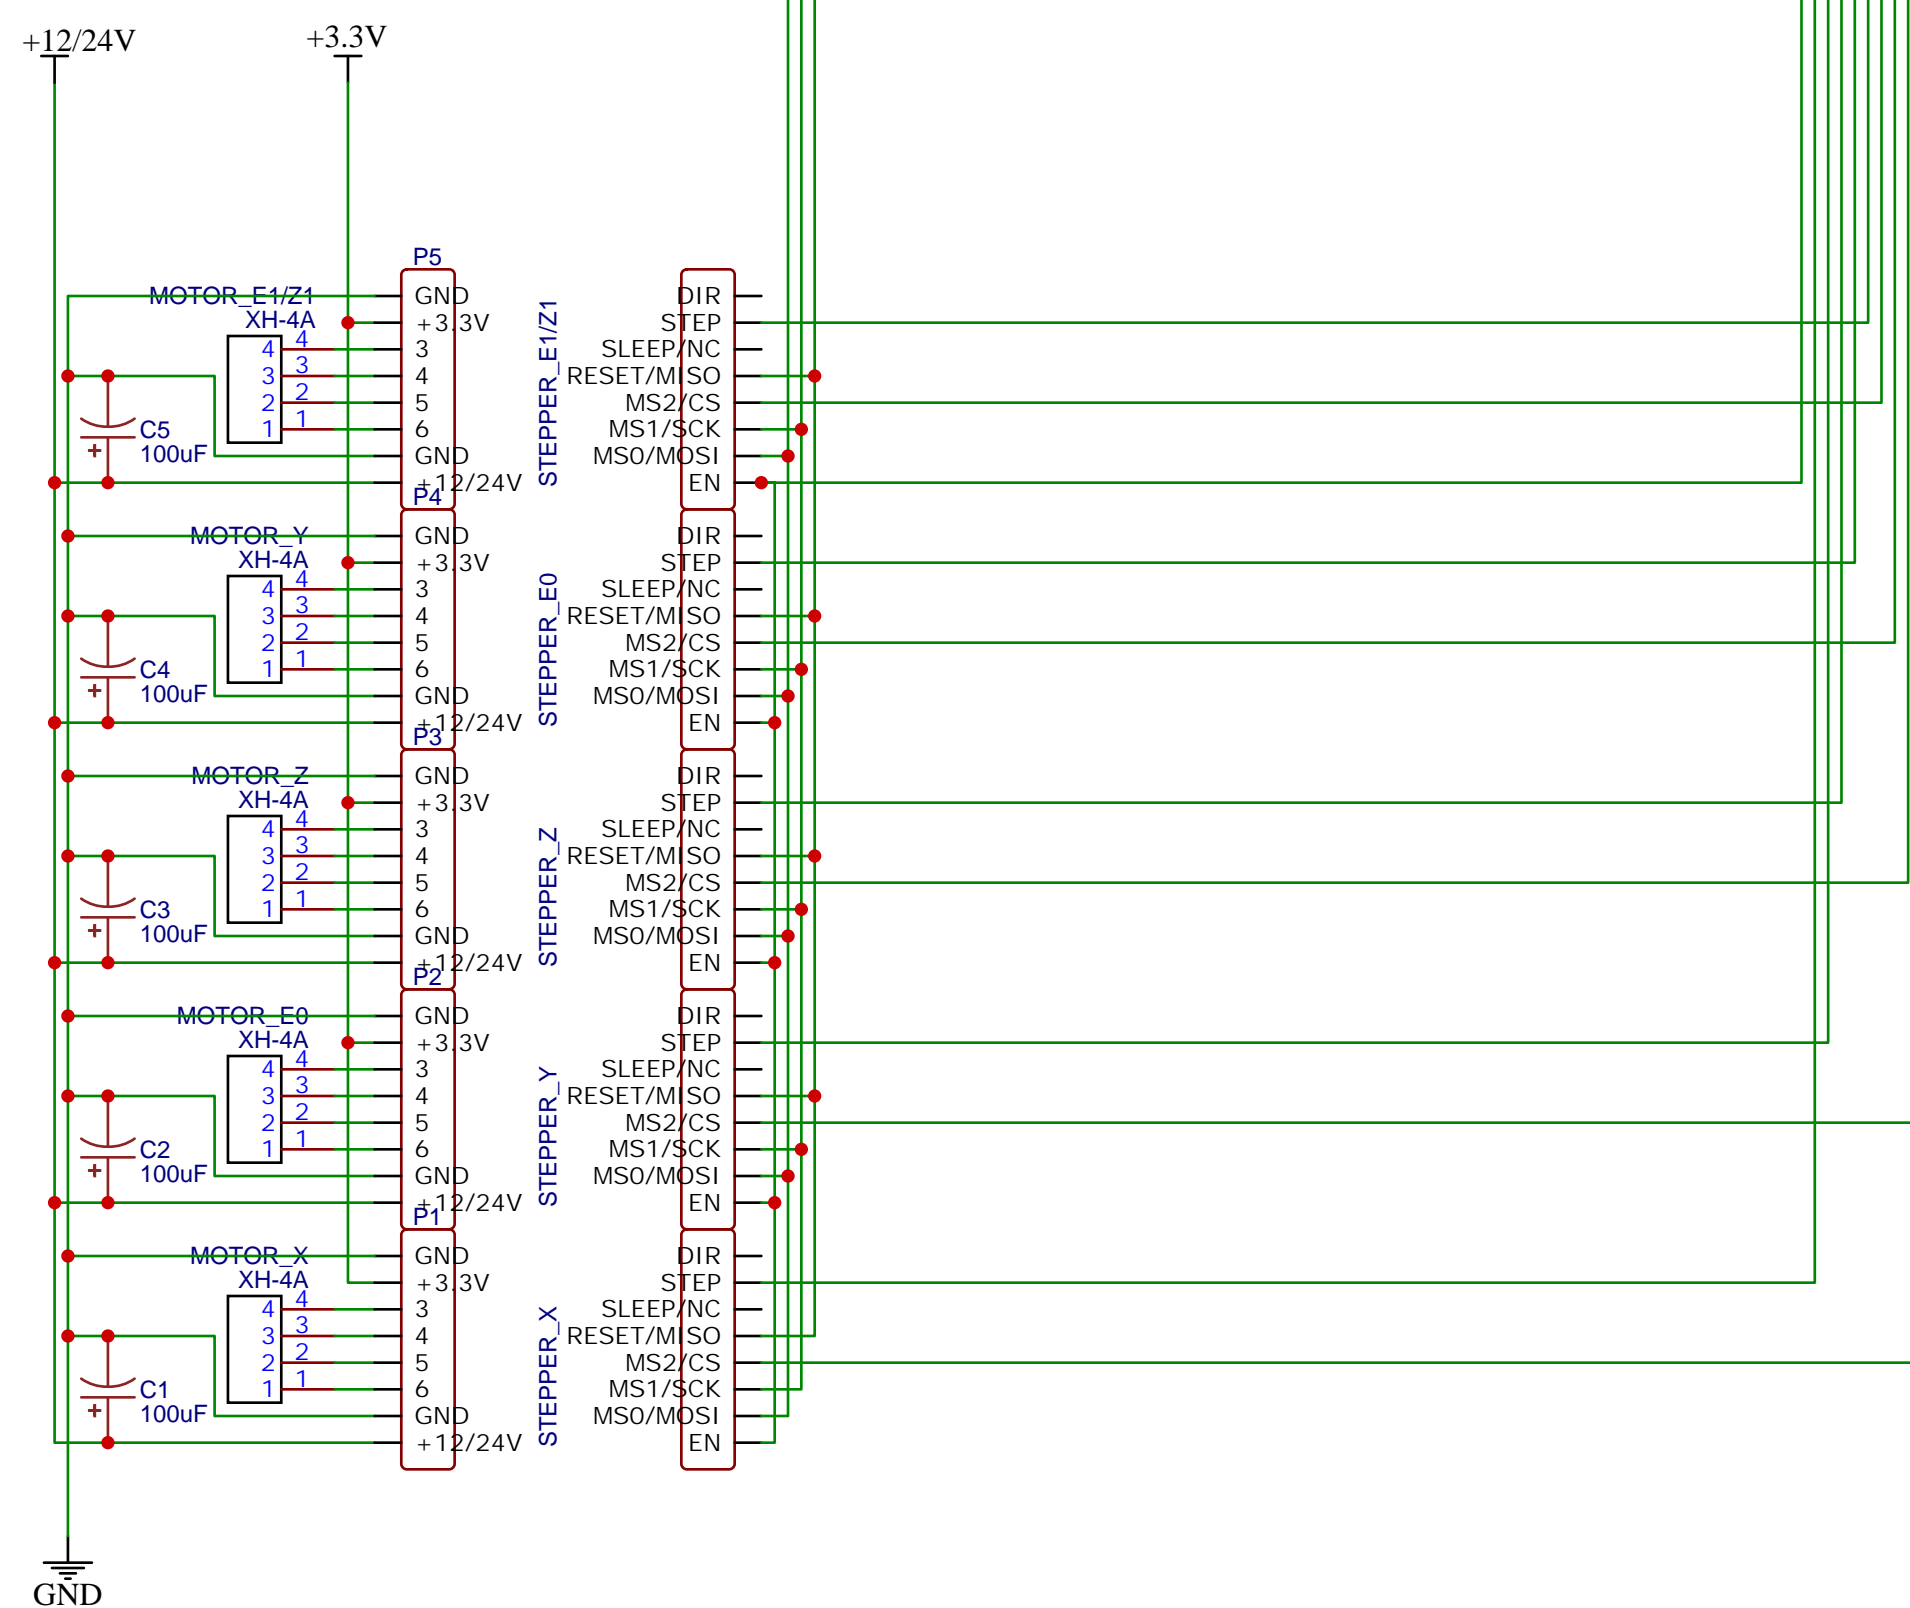 +12/24V
+3.3V
P5
MOTOR_E1/Z1
XH-4A
4 4
3 3
2 2
1 1
C5
100uF
GND
+3.3V
3
4
5
6
GND
+12/24V
STEPPER_E1/Z1
DIR
STEP
SLEEP/NC
RESET/MISO
MS2/CS
MS1/SCK
MS0/MOSI
EN
P4
MOTOR_Y
XH-4A
4 4
3 3
2 2
1 1
C4
100uF
GND
+3.3V
3
4
5
6
GND
+12/24V
STEPPER_E0
DIR
STEP
SLEEP/NC
RESET/MISO
MS2/CS
MS1/SCK
MS0/MOSI
EN
P3
MOTOR_Z
XH-4A
4 4
3 3
2 2
1 1
C3
100uF
GND
+3.3V
3
4
5
6
GND
+12/24V
STEPPER_Z
DIR
STEP
SLEEP/NC
RESET/MISO
MS2/CS
MS1/SCK
MS0/MOSI
EN
P2
MOTOR_E0
XH-4A
4 4
3 3
2 2
1 1
C2
100uF
GND
+3.3V
3
4
5
6
GND
+12/24V
STEPPER_Y
DIR
STEP
SLEEP/NC
RESET/MISO
MS2/CS
MS1/SCK
MS0/MOSI
EN
P1
MOTOR_X
XH-4A
4 4
3 3
2 2
1 1
C1
100uF
GND
+3.3V
3
4
5
6
GND
+12/24V
STEPPER_X
DIR
STEP
SLEEP/NC
RESET/MISO
MS2/CS
MS1/SCK
MS0/MOSI
EN
GND